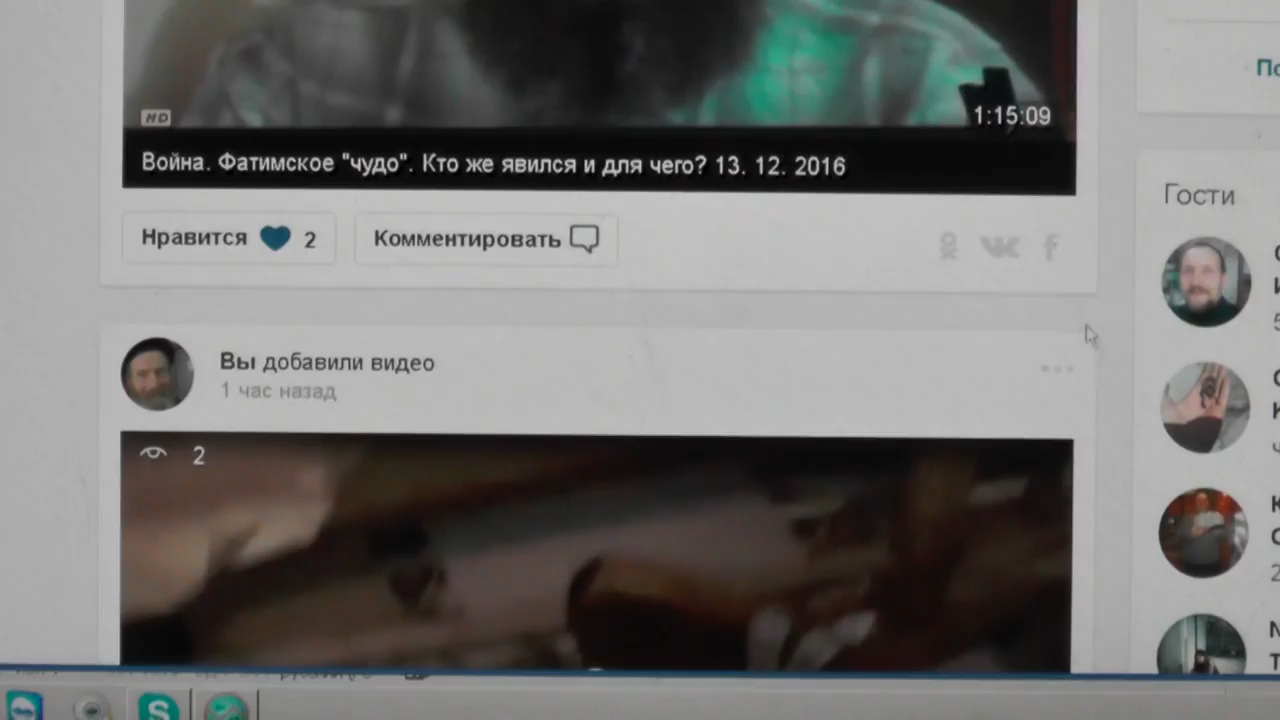 HD
1:15:09
Война. Фатимское "чудо". Кто же явился и для чего? 13. 12. 2016
Нравится 2
Комментировать
Гости
Вы добавили видео
1 час назад
2